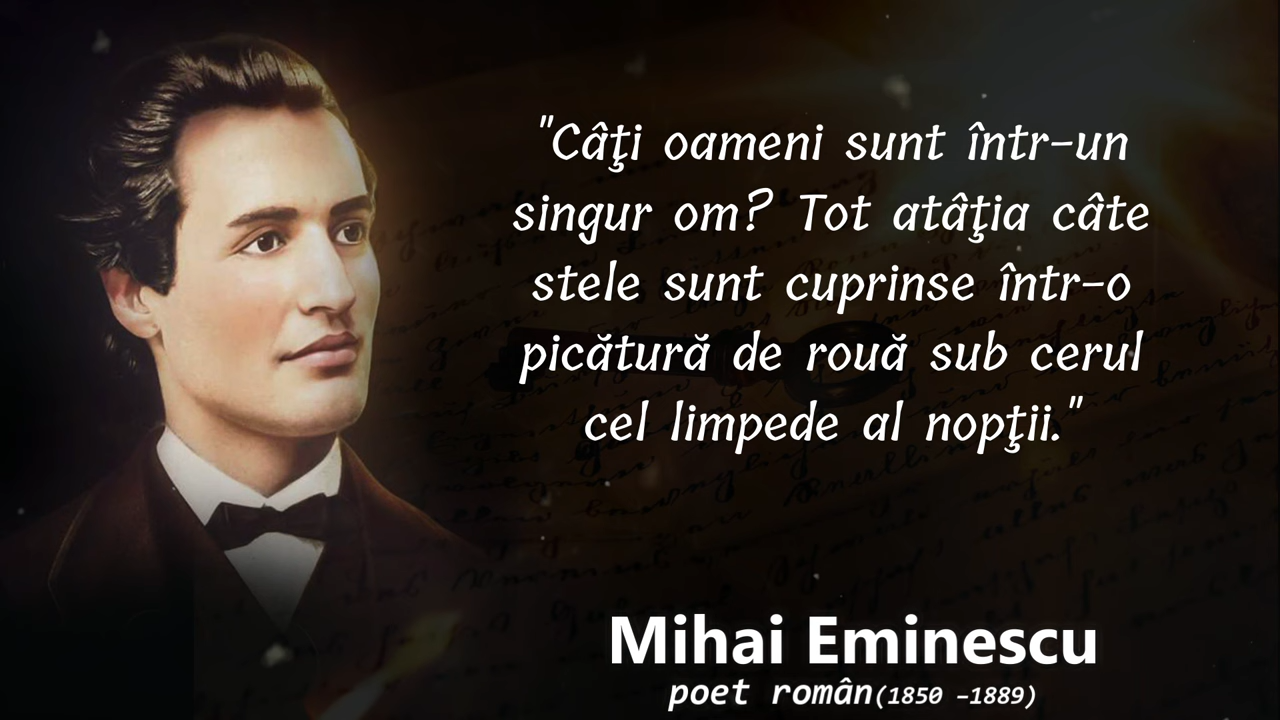 "Câţi oameni sunt într-un
singur om? Tot atâţia câte
stele sunt cuprinse într-o
picătură de rouă sub cerul
cel limpede al nopţii."
Mihai Eminescu
poet român(1850 –1889)